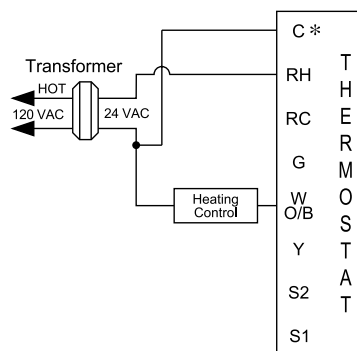 Transformer
HOT
120 VAC
24 VAC
Heating
Control
C*
RH
RC
G
W
O/B
Y
S2
S1
THERMOSTAT